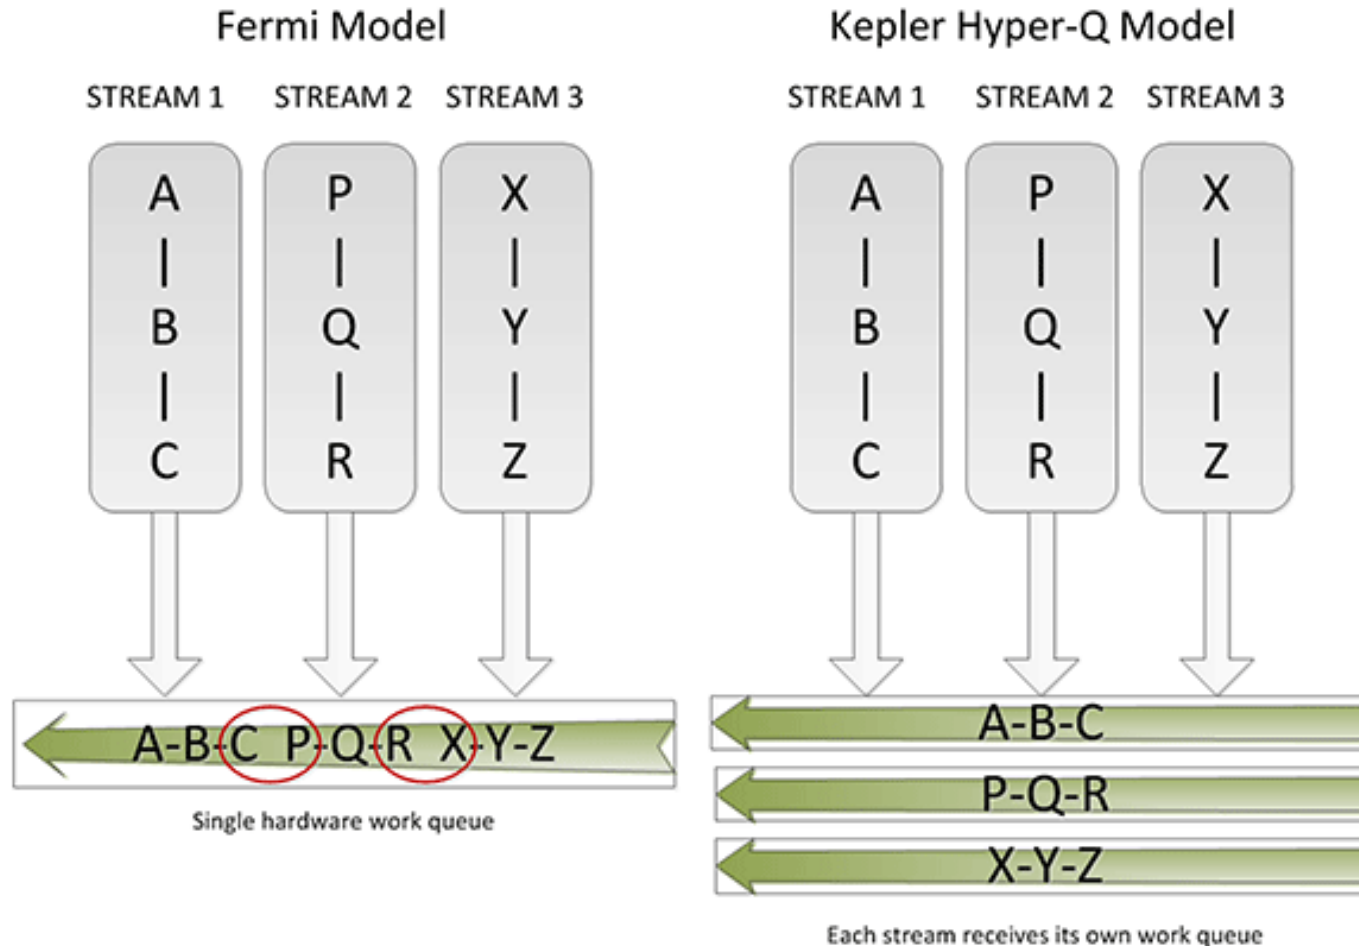 Fermi Model
STREAM 1 STREAM 2 STREAM 3
A P X
| | |
B Q Y
| | |
C R Z
A-B-C P-Q-R X-Y-Z
Single hardware work queue
Kepler Hyper-Q Model
STREAM 1 STREAM 2 STREAM 3
A P X
| | |
B Q Y
| | |
C R Z
A-B-C
P-Q-R
X-Y-Z
Each stream receives its own work queue